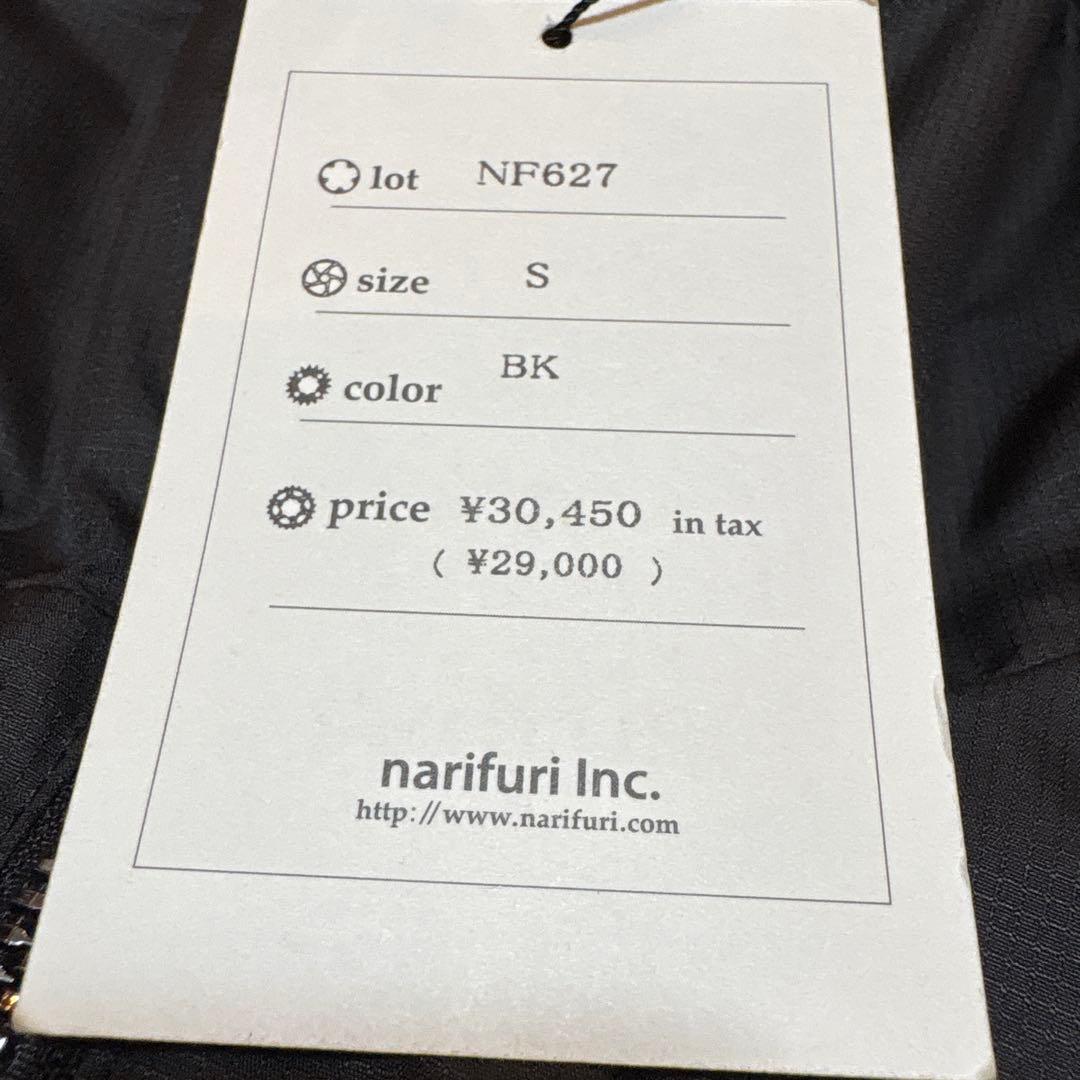 lot NF627
size S
color BK
price ¥30,450 in tax
( ¥29,000 )
narifuri Inc.
http://www.narifuri.com